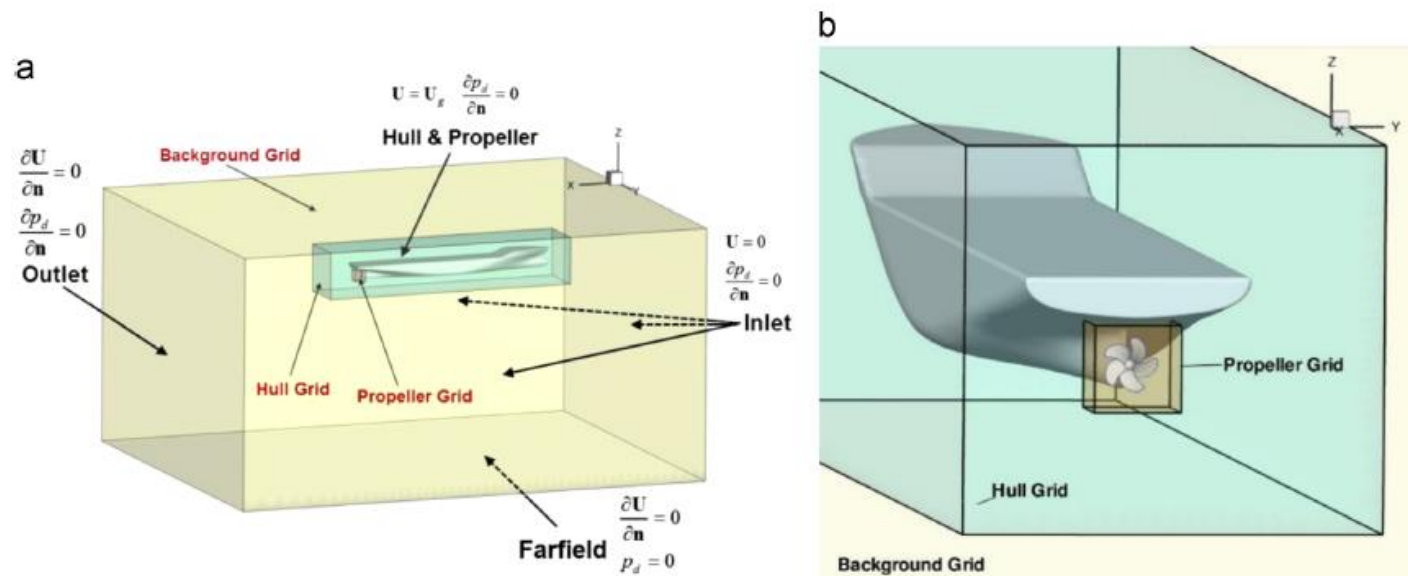 a
U = U_g ∂p_d/∂n = 0
Hull & Propeller
Background Grid
∂U/∂n = 0
∂p_d/∂n = 0
Outlet
Z
X
Y
U = 0
∂p_d/∂n = 0
Inlet
Hull Grid
Propeller Grid
∂U/∂n = 0
p_d = 0
Farfield
b
Z
X
Y
Propeller Grid
Hull Grid
Background Grid